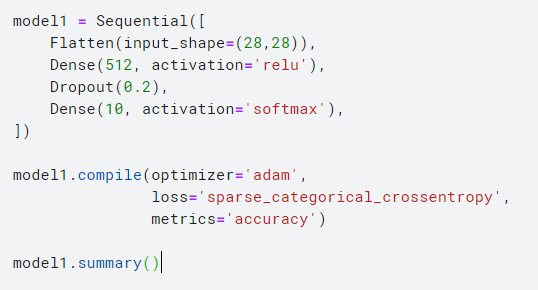 model1 = Sequential([
    Flatten(input_shape=(28,28)),
    Dense(512, activation='relu'),
    Dropout(0.2),
    Dense(10, activation='softmax'),
])

model1.compile(optimizer='adam',
               loss='sparse_categorical_crossentropy',
               metrics='accuracy')

model1.summary()